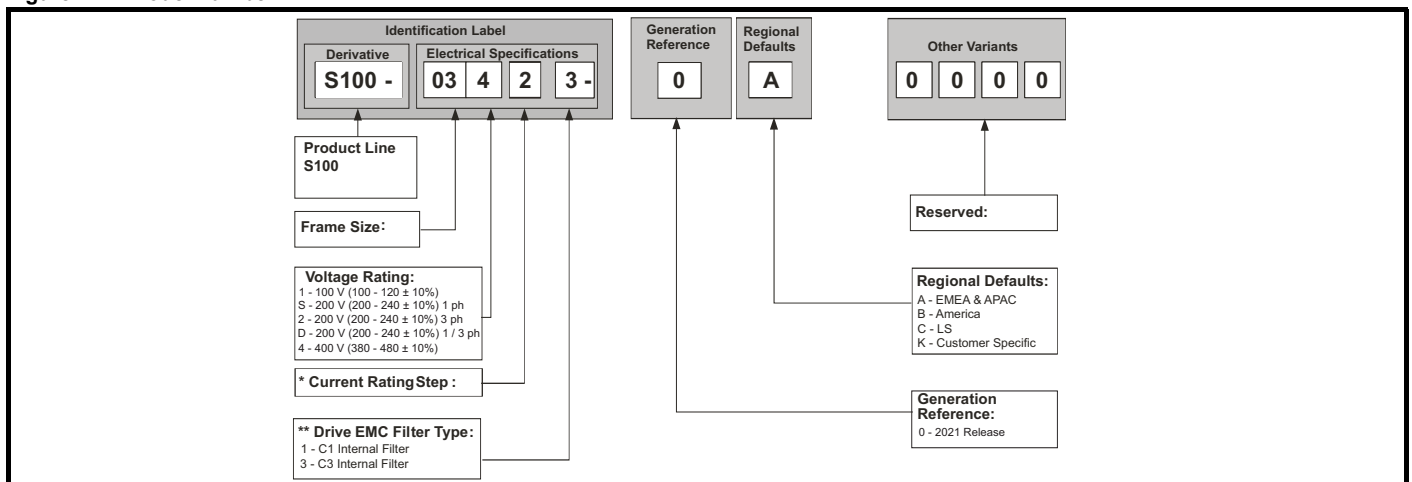 Identification Label
Derivative
Electrical Specifications
S100 -
03 4 2 3 -
Generation
Reference
0
Regional
Defaults
A
Other Variants
0 0 0 0
Product Line
S100
Frame Size:
Voltage Rating:
1 - 100 V (100 - 120 ± 10%)
S - 200 V (200 - 240 ± 10%) 1 ph
2 - 200 V (200 - 240 ± 10%) 3 ph
D - 200 V (200 - 240 ± 10%) 1 / 3 ph
4 - 400 V (380 - 480 ± 10%)
* Current RatingStep :
** Drive EMC Filter Type:
1 - C1 Internal Filter
3 - C3 Internal Filter
Reserved:
Regional Defaults:
A - EMEA & APAC
B - America
C - LS
K - Customer Specific
Generation
Reference:
0 - 2021 Release